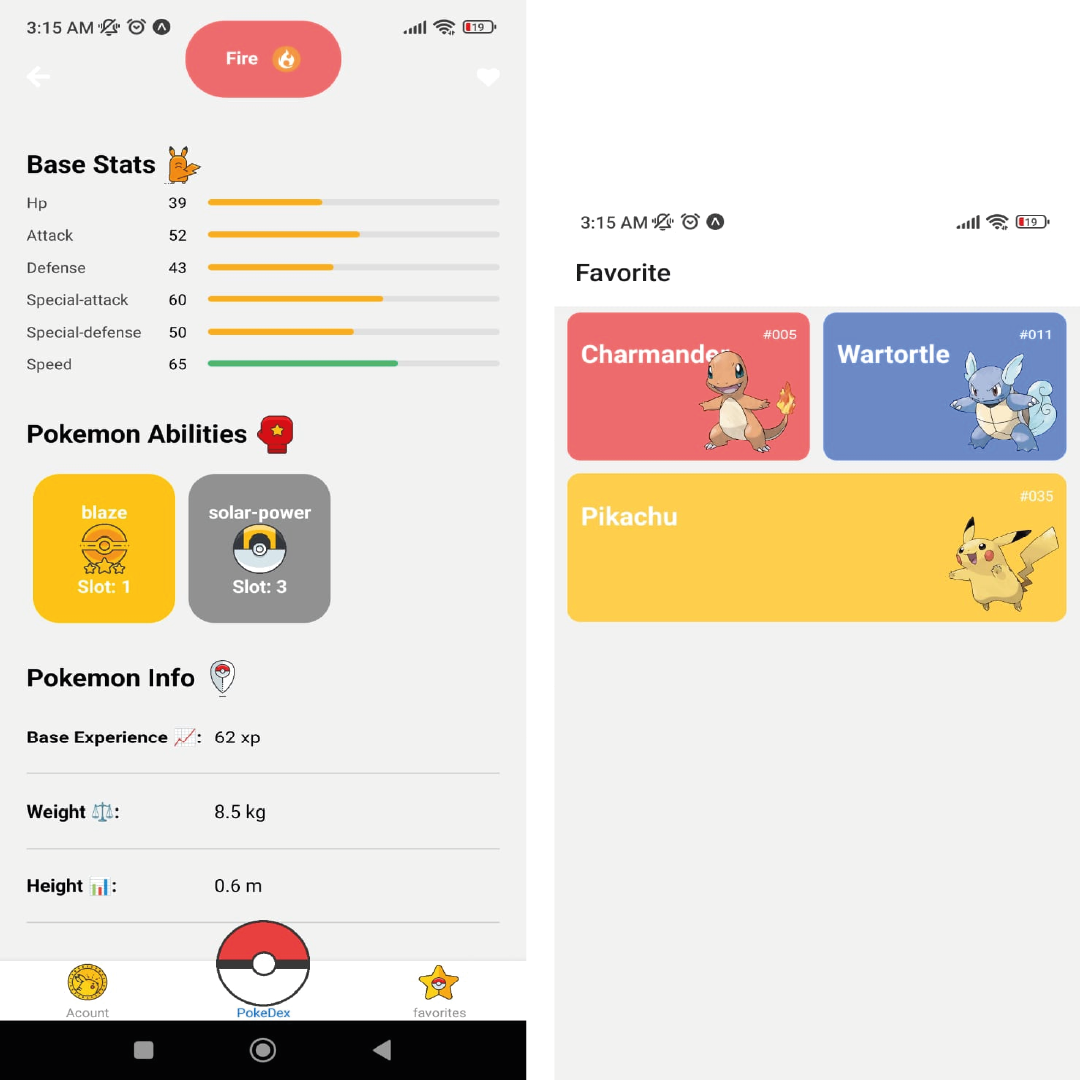 3:15 AM
19
Fire
Base Stats
Hp 39
Attack 52
Defense 43
Special-attack 60
Special-defense 50
Speed 65
Pokemon Abilities
blaze
Slot: 1
solar-power
Slot: 3
Pokemon Info
Base Experience : 62 xp
Weight : 8.5 kg
Height : 0.6 m
Acount
PokeDex
favorites
3:15 AM
19
Favorite
#005
Charmander
#011
Wartortle
#035
Pikachu